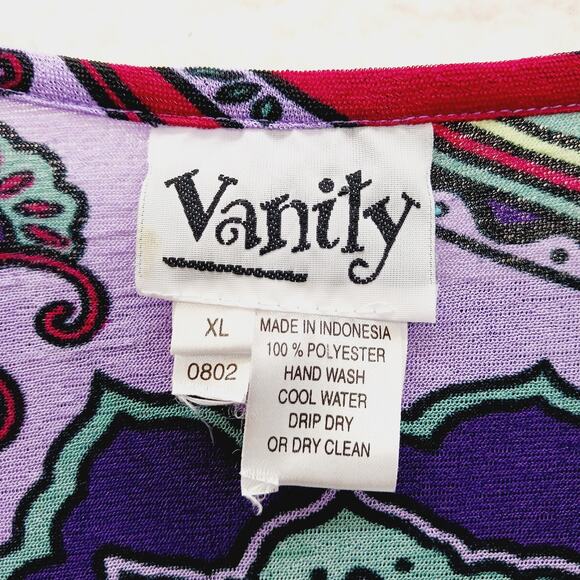 Vanity
XL
0802
MADE IN INDONESIA
100 % POLYESTER
HAND WASH
COOL WATER
DRIP DRY
OR DRY CLEAN